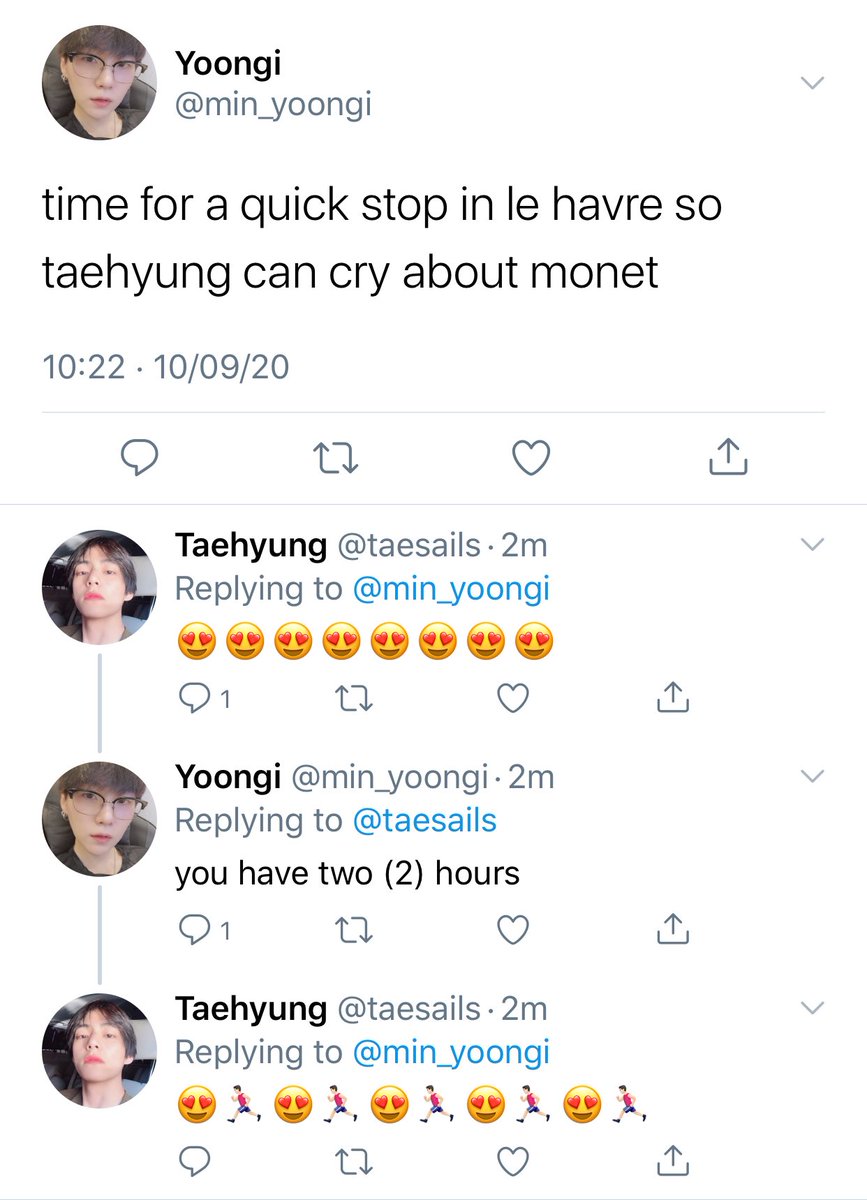 Yoongi
@min_yoongi
time for a quick stop in le havre so
taehyung can cry about monet
10:22 · 10/09/20
Taehyung @taesails · 2m
Replying to @min_yoongi
😍😍😍😍😍😍😍😍
1
Yoongi @min_yoongi · 2m
Replying to @taesails
you have two (2) hours
1
Taehyung @taesails · 2m
Replying to @min_yoongi
😍🏃🏻😍🏃🏻😍🏃🏻😍🏃🏻😍🏃🏻